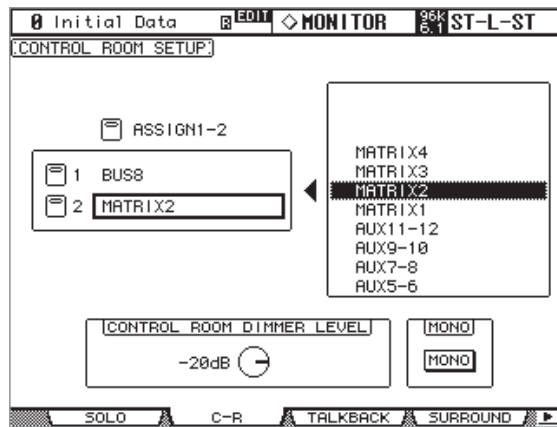 0 Initial Data EDIT ◇MONITOR 96K 6.1 ST-L-ST
CONTROL ROOM SETUP
ASSIGN1-2
1 BUS8
2 MATRIX2
MATRIX4
MATRIX3
MATRIX2
MATRIX1
AUX11-12
AUX9-10
AUX7-8
AUX5-6
CONTROL ROOM DIMMER LEVEL
-20dB
MONO
MONO
SOLO C-R TALKBACK SURROUND